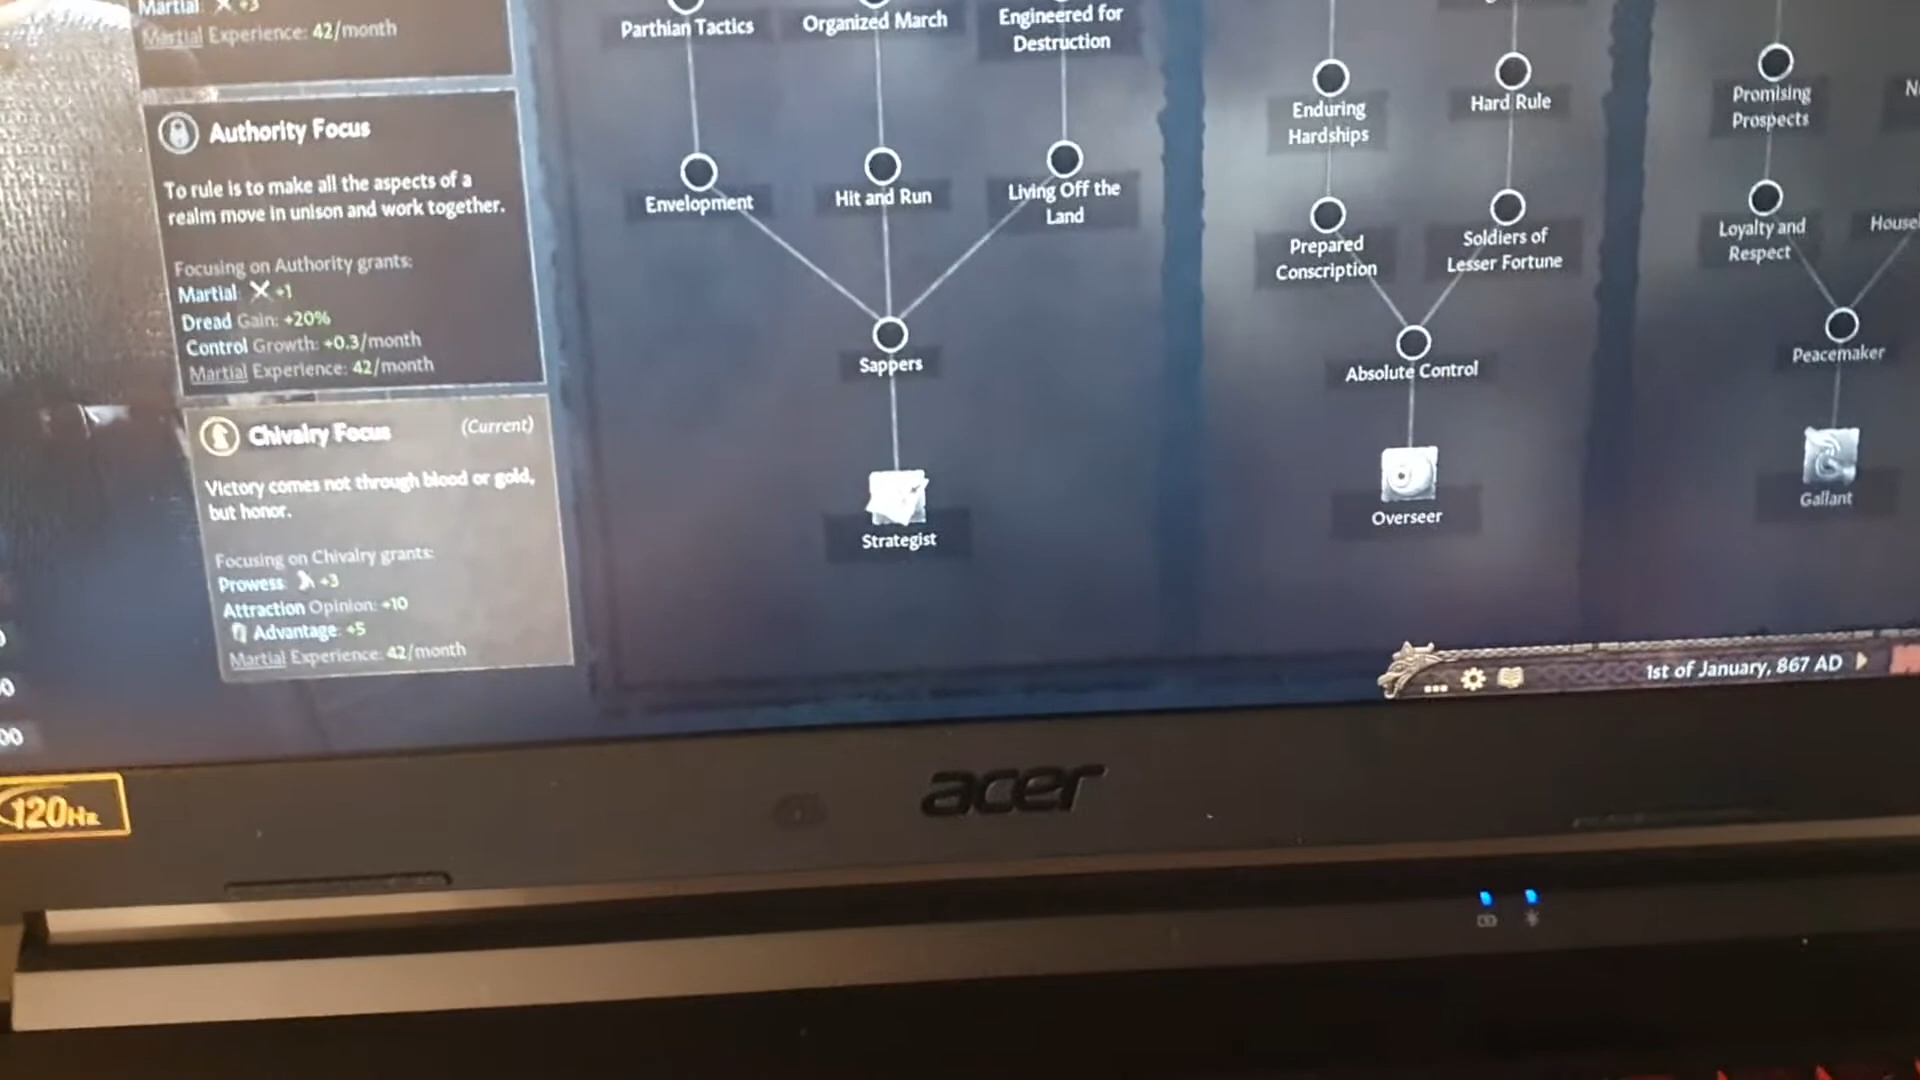 Martial +3
Martial Experience: 42/month
Authority Focus
To rule is to make all the aspects of a
realm move in unison and work together.
Focusing on Authority grants:
Martial: +1
Dread Gain: +20%
Control Growth: +0.3/month
Martial Experience: 42/month
Chivalry Focus
(Current)
Victory comes not through blood or gold,
but honor.
Focusing on Chivalry grants:
Prowess: +3
Attraction Opinion: +10
Advantage: +5
Martial Experience: 42/month
Parthian Tactics
Organized March
Engineered for
Destruction
Envelopment
Hit and Run
Living Off the
Land
Sappers
Strategist
Enduring
Hardships
Hard Rule
Prepared
Conscription
Soldiers of
Lesser Fortune
Absolute Control
Overseer
Promising
Prospects
Loyalty and
Respect
Peacemaker
Gallant
1st of January, 867 AD
120Hz
acer